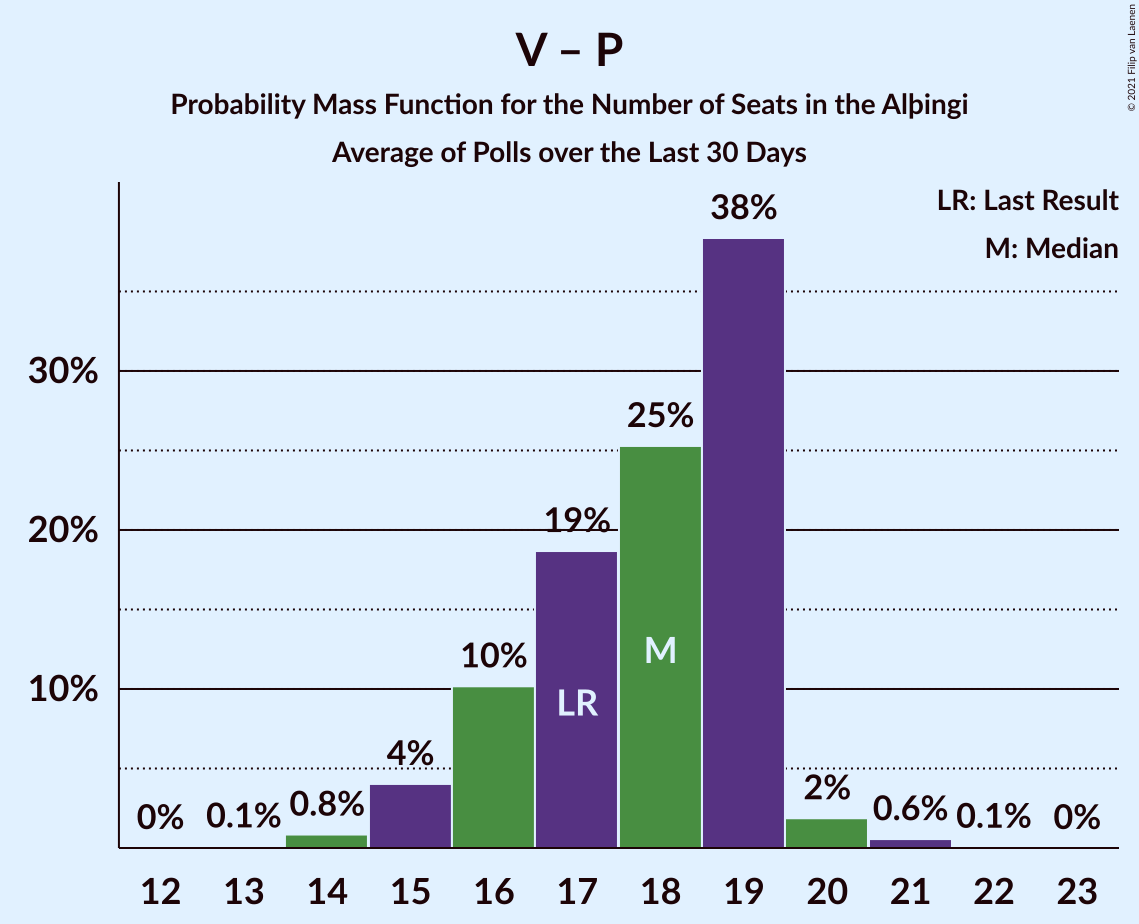 V – P
Probability Mass Function for the Number of Seats in the Alþingi
Average of Polls over the Last 30 Days
© 2021 Filip van Laenen
LR: Last Result
M: Median
30%
20%
10%
0%
0.1%
0.8%
4%
10%
19%
25%
38%
2%
0.6%
0.1%
0%
LR
M
12 13 14 15 16 17 18 19 20 21 22 23